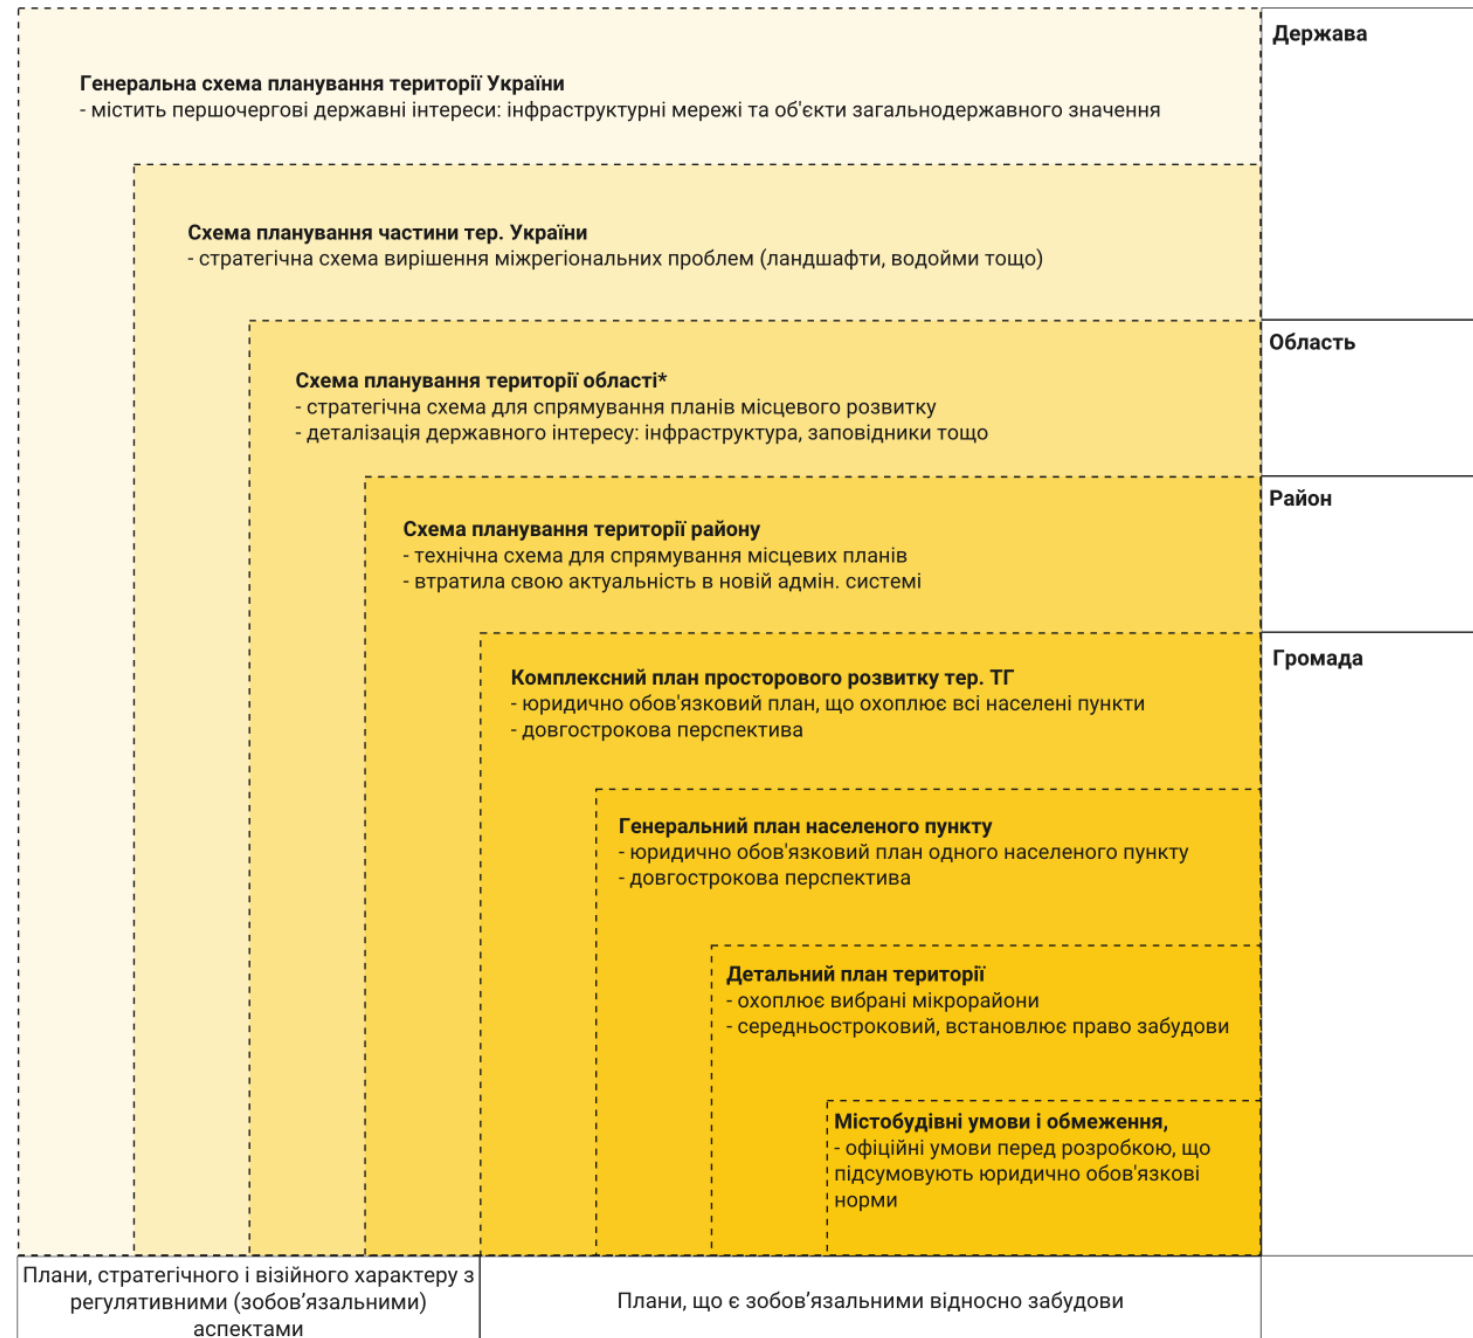 Держава
Генеральна схема планування території України
- містить першочергові державні інтереси: інфраструктурні мережі та об'єкти загальнодержавного значення
Схема планування частини тер. України
- стратегічна схема вирішення міжрегіональних проблем (ландшафти, водойми тощо)
Область
Схема планування території області*
- стратегічна схема для спрямування планів місцевого розвитку
- деталізація державного інтересу: інфраструктура, заповідники тощо
Район
Схема планування території району
- технічна схема для спрямування місцевих планів
- втратила свою актуальність в новій адмін. системі
Громада
Комплексний план просторового розвитку тер. ТГ
- юридично обов'язковий план, що охоплює всі населені пункти
- довгострокова перспектива
Генеральний план населеного пункту
- юридично обов'язковий план одного населеного пункту
- довгострокова перспектива
Детальний план території
- охоплює вибрані мікрорайони
- середньостроковий, встановлює право забудови
Містобудівні умови і обмеження,
- офіційні умови перед розробкою, що
підсумовують юридично обов'язкові
норми
Плани, стратегічного і візійного характеру з
регулятивними (зобов’язальними)
аспектами
Плани, що є зобов’язальними відносно забудови